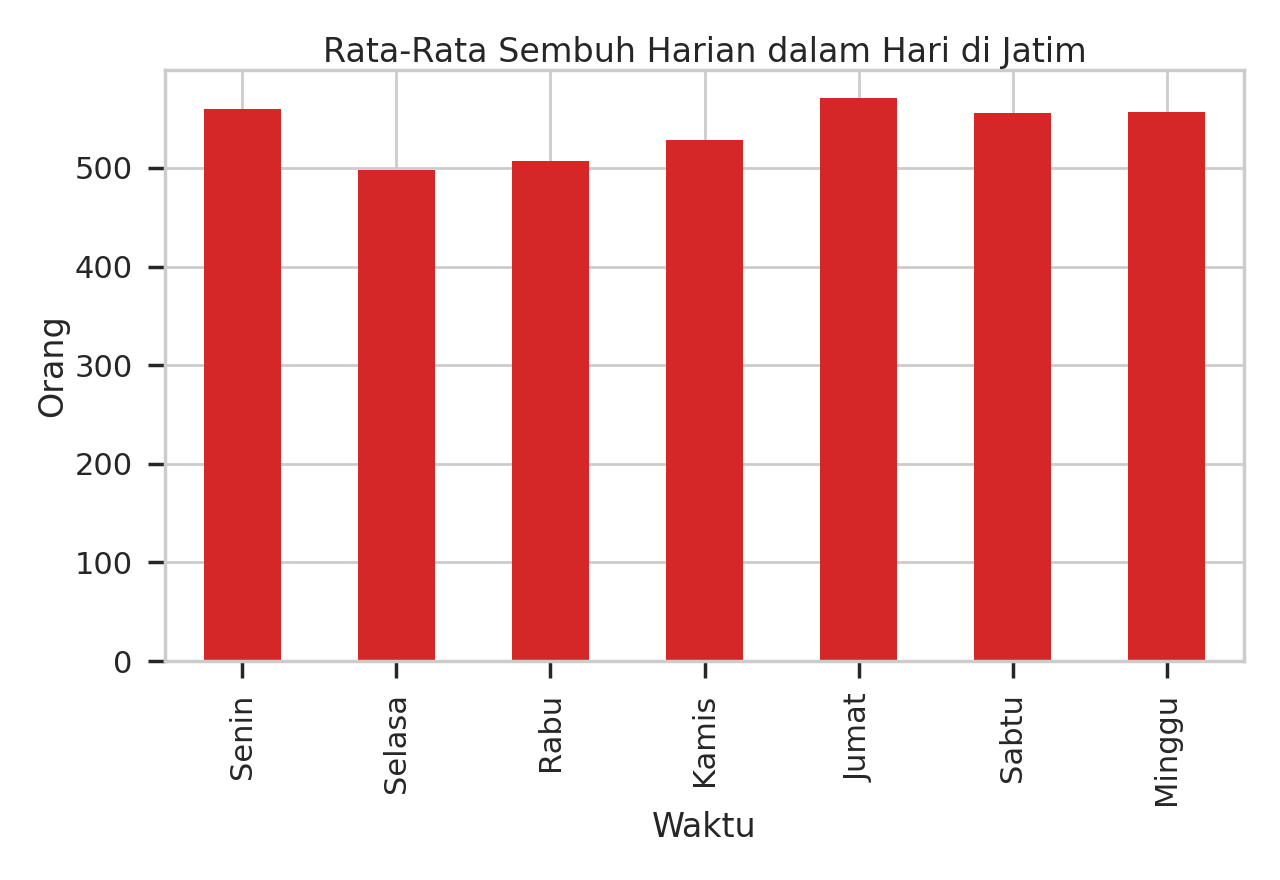 Rata-Rata Sembuh Harian dalam Hari di Jatim
Orang
500
400
300
200
100
0
Senin
Selasa
Rabu
Kamis
Jumat
Sabtu
Minggu
Waktu